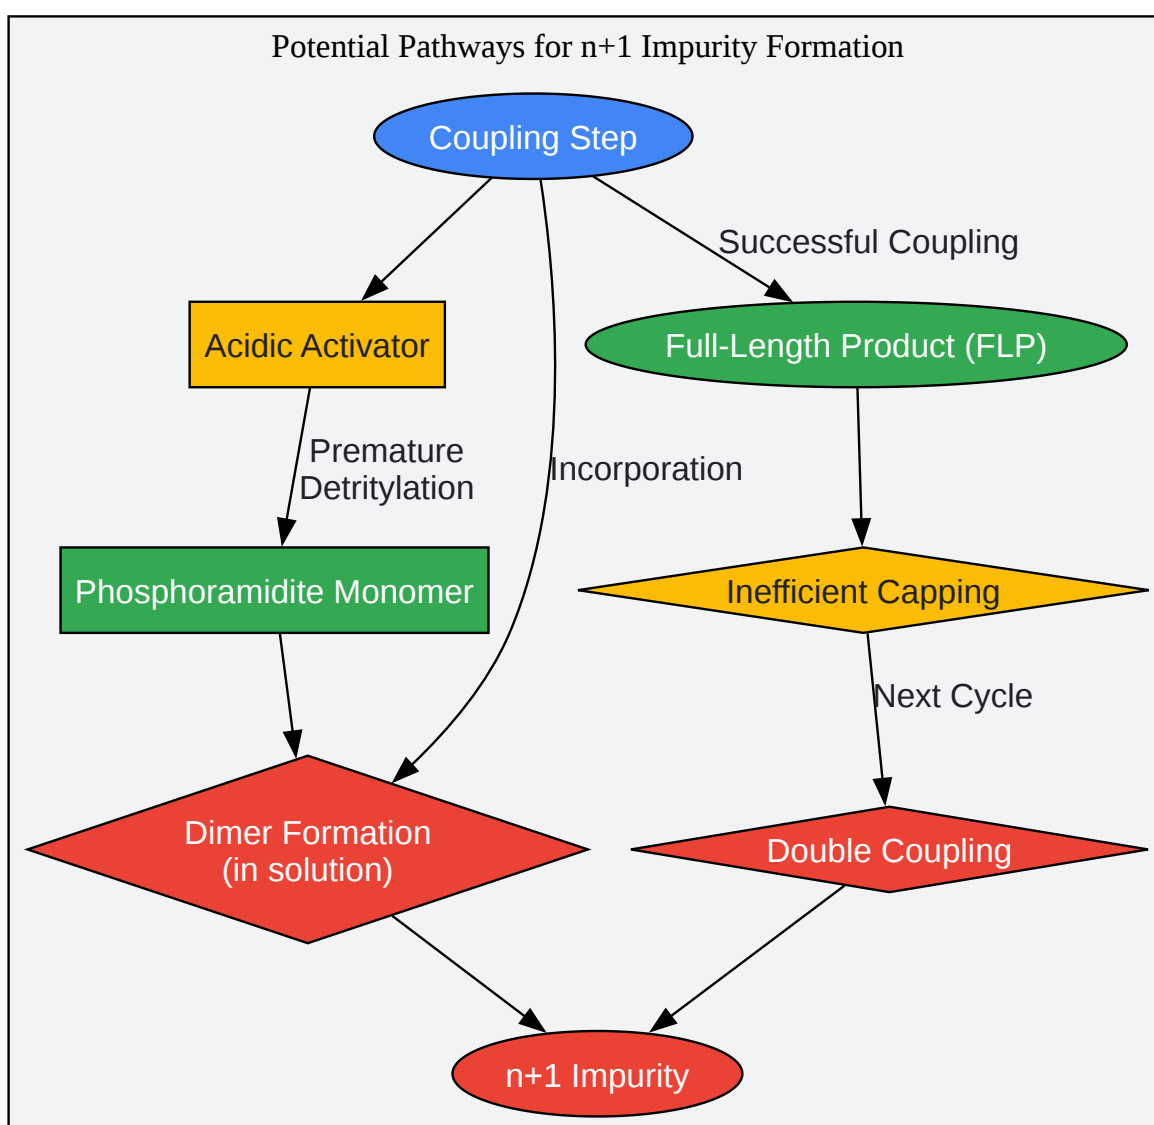 Potential Pathways for n+1 Impurity Formation
Coupling Step
Successful Coupling
Acidic Activator
Full-Length Product (FLP)
Premature
Detritylation
Incorporation
Phosphoramidite Monomer
Inefficient Capping
Next Cycle
Dimer Formation
(in solution)
Double Coupling
n+1 Impurity